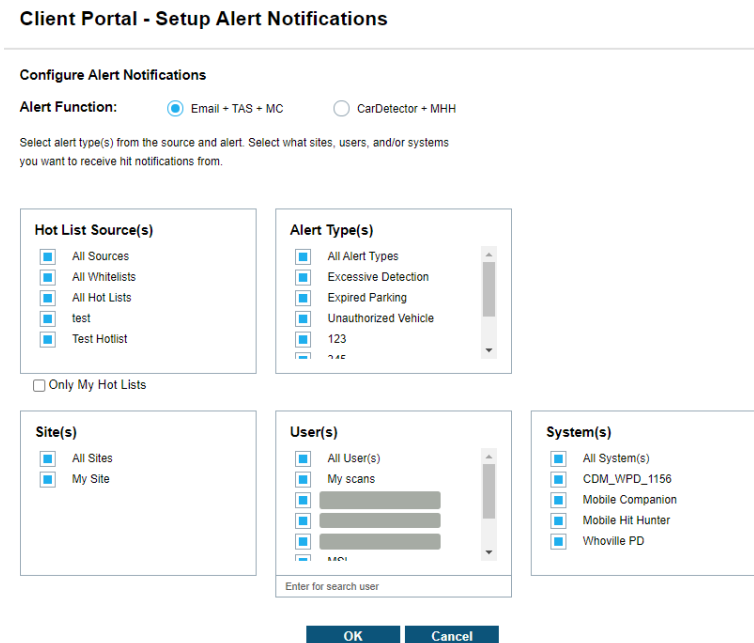 Client Portal - Setup Alert Notifications
Configure Alert Notifications
Alert Function:
Email + TAS + MC
CarDetector + MHH
Select alert type(s) from the source and alert. Select what sites, users, and/or systems
you want to receive hit notifications from.
Hot List Source(s)
All Sources
All Whitelists
All Hot Lists
test
Test Hotlist
Only My Hot Lists
Alert Type(s)
All Alert Types
Excessive Detection
Expired Parking
Unauthorized Vehicle
123
Site(s)
All Sites
My Site
User(s)
All User(s)
My scans
Enter for search user
System(s)
All System(s)
CDM_WPD_1156
Mobile Companion
Mobile Hit Hunter
Whoville PD
OK
Cancel